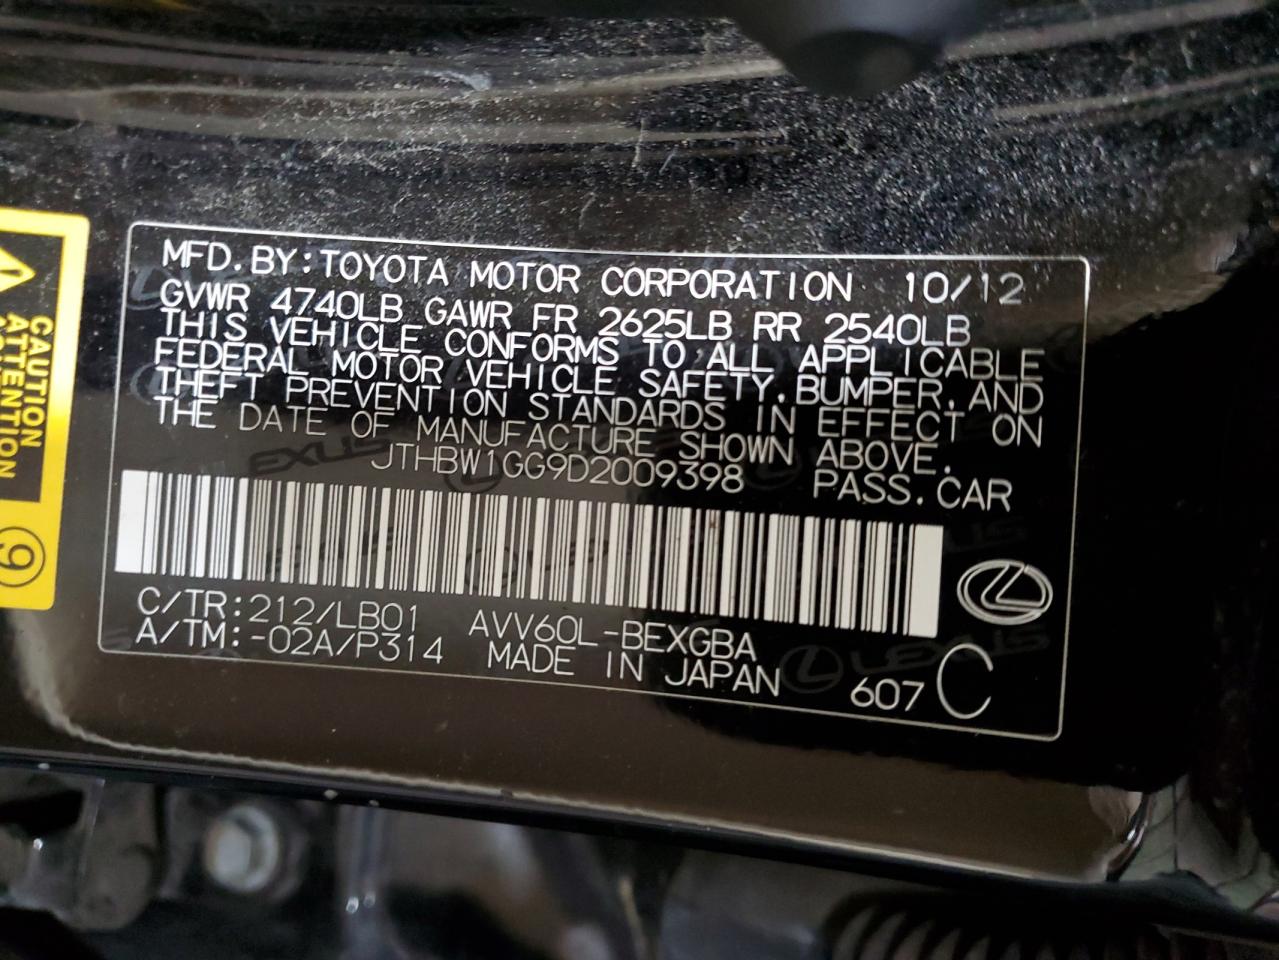 MFD.BY:TOYOTA MOTOR CORPORATION 10/12
GVWR 4740LB GAWR FR 2625LB RR 2540LB
THIS VEHICLE CONFORMS TO ALL APPLICABLE
FEDERAL MOTOR VEHICLE SAFETY,BUMPER,AND
THEFT PREVENTION STANDARDS IN EFFECT ON
THE DATE OF MANUFACTURE SHOWN ABOVE.
JTHBW1GG9D2009398 PASS.CAR
C/TR:212/LB01 AVV60L-BEXGBA
A/TM:-02A/P314 MADE IN JAPAN
607 C
LEXUS
CAUTION
ATTENTION
9